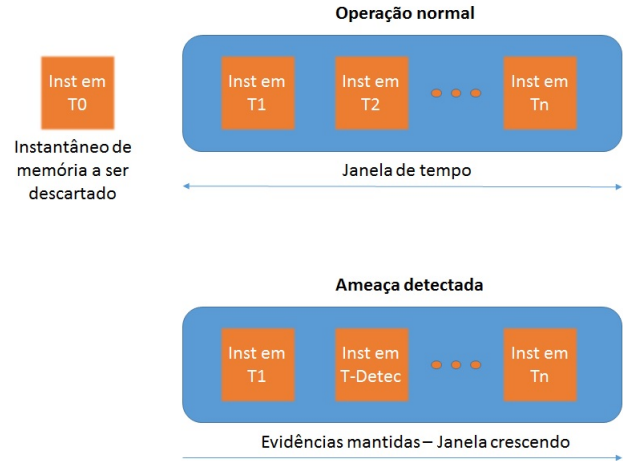 Operação normal
Inst em
T0
Inst em
T1
Inst em
T2
Inst em
Tn
Instantâneo de
memória a ser
descartado
Janela de tempo
Ameaça detectada
Inst em
T1
Inst em
T-Detec
Inst em
Tn
Evidências mantidas – Janela crescendo